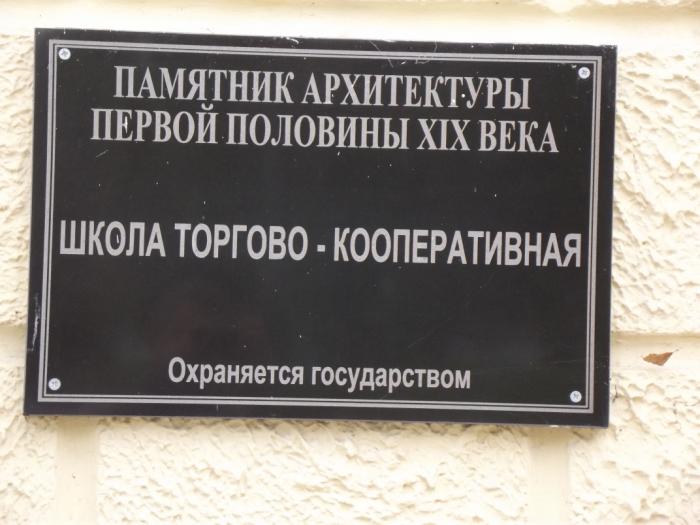 ПАМЯТНИК АРХИТЕКТУРЫ
ПЕРВОЙ ПОЛОВИНЫ XIX ВЕКА
ШКОЛА ТОРГОВО - КООПЕРАТИВНАЯ
Охраняется государством